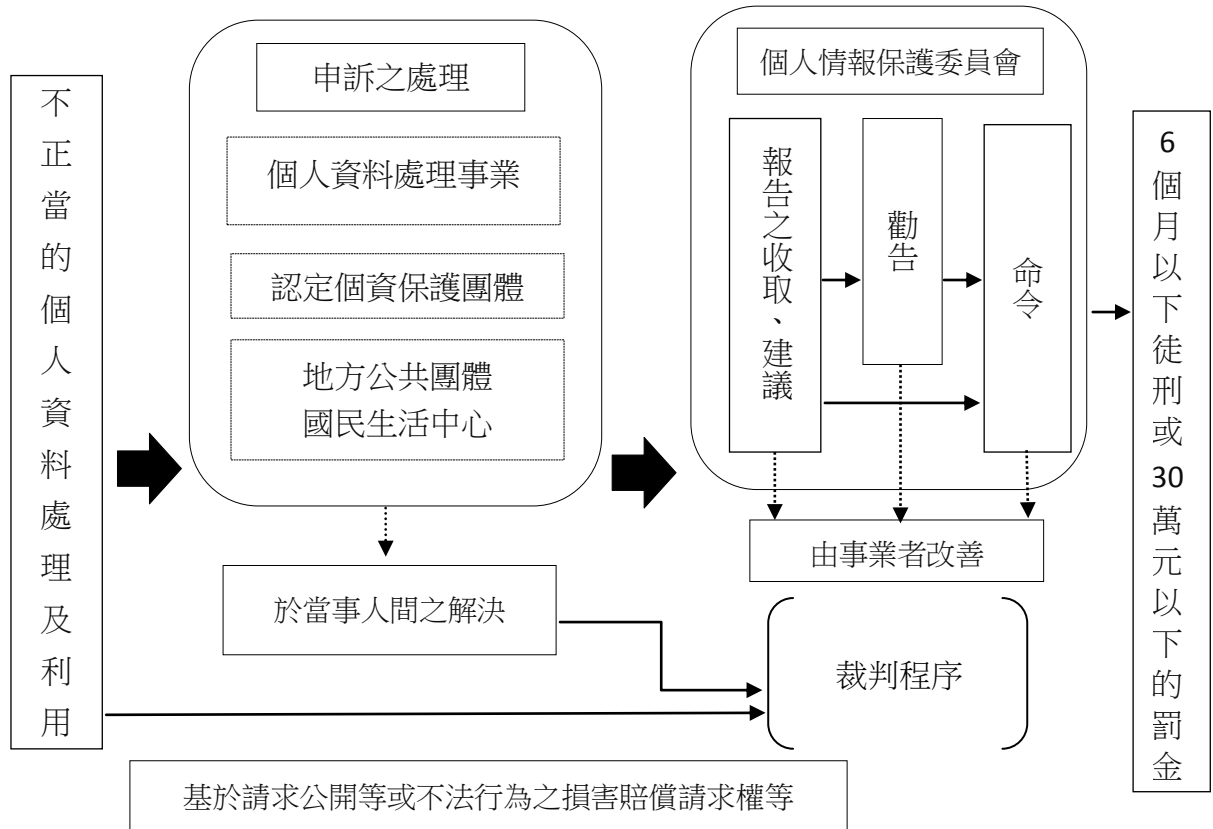 不正當的個人資料處理及利用
申訴之處理
個人資料處理事業
認定個資保護團體
地方公共團體
國民生活中心
於當事人間之解決
個人情報保護委員會
報告之收取、建議
勸告
命令
由事業者改善
裁判程序
6個月以下徒刑或30萬元以下的罰金
基於請求公開等或不法行為之損害賠償請求權等